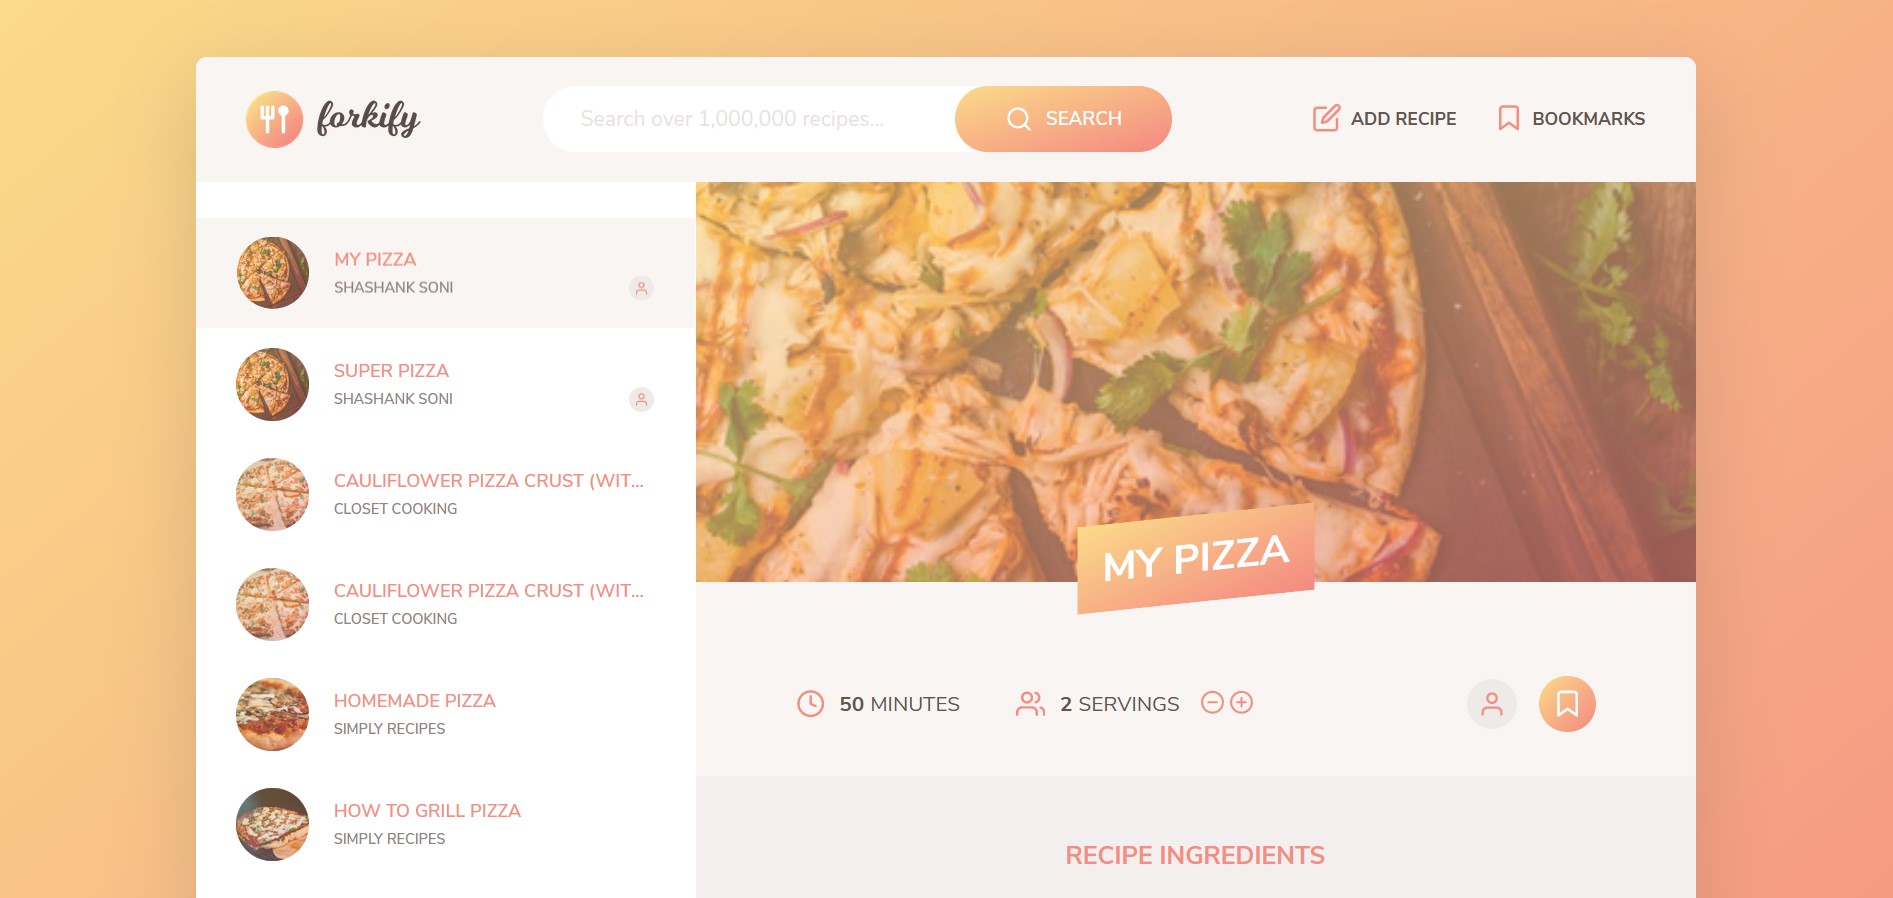 forkify
Search over 1,000,000 recipes...
SEARCH
ADD RECIPE
BOOKMARKS
MY PIZZA
SHASHANK SONI
SUPER PIZZA
SHASHANK SONI
CAULIFLOWER PIZZA CRUST (WIT...
CLOSET COOKING
CAULIFLOWER PIZZA CRUST (WIT...
CLOSET COOKING
HOMEMADE PIZZA
SIMPLY RECIPES
HOW TO GRILL PIZZA
SIMPLY RECIPES
MY PIZZA
50 MINUTES
2 SERVINGS
RECIPE INGREDIENTS